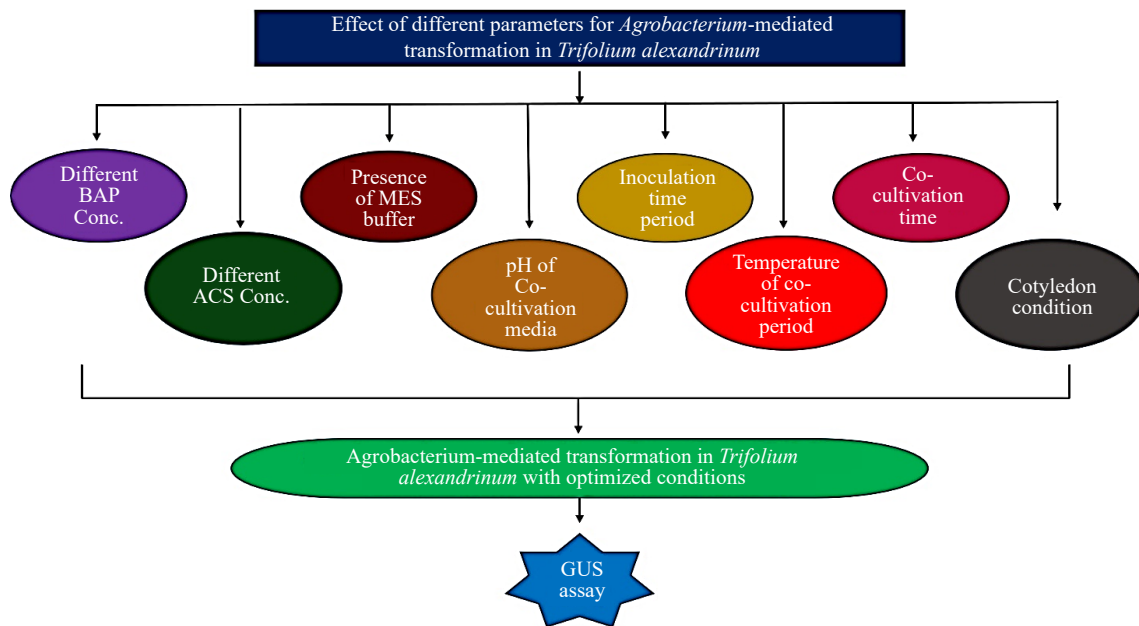 Effect of different parameters for Agrobacterium-mediated
transformation in Trifolium alexandrinum
Different
BAP
Conc.
Different
ACS Conc.
Presence
of MES
buffer
pH of
Co-
cultivation
media
Inoculation
time
period
Temperature
of co-
cultivation
period
Co-
cultivation
time
Cotyledon
condition
Agrobacterium-mediated transformation in Trifolium
alexandrinum with optimized conditions
GUS
assay